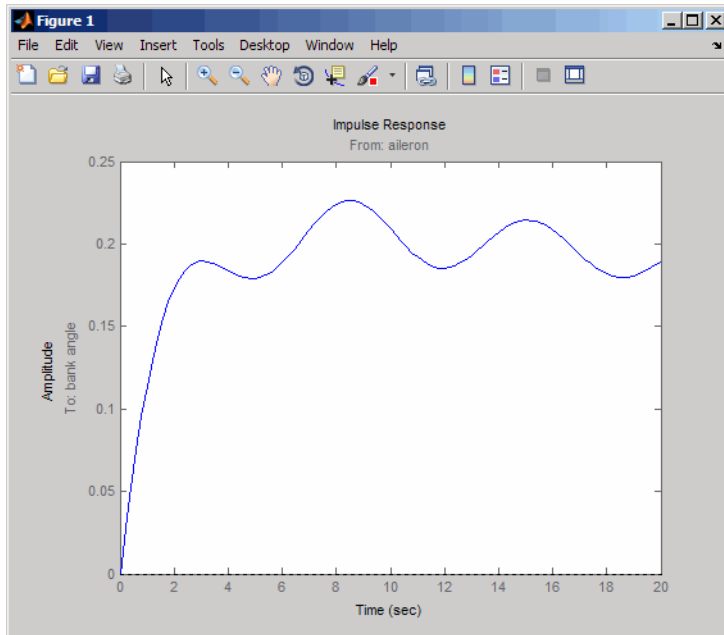 Figure 1
File Edit View Insert Tools Desktop Window Help
Impulse Response
From: aileron
Amplitude
To: bank angle
0.25
0.2
0.15
0.1
0.05
0
0 2 4 6 8 10 12 14 16 18 20
Time (sec)